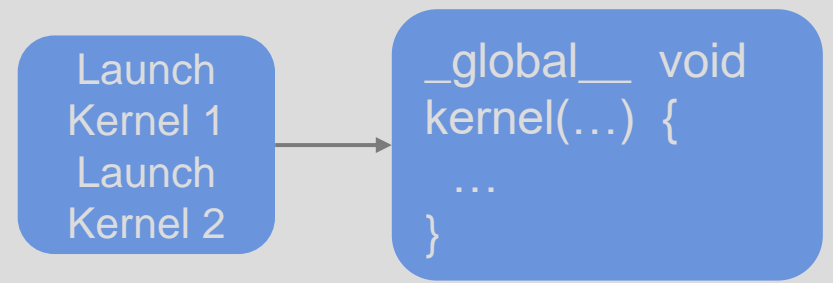 Launch
Kernel 1
Launch
Kernel 2
_global__ void
kernel(…) {
…
}